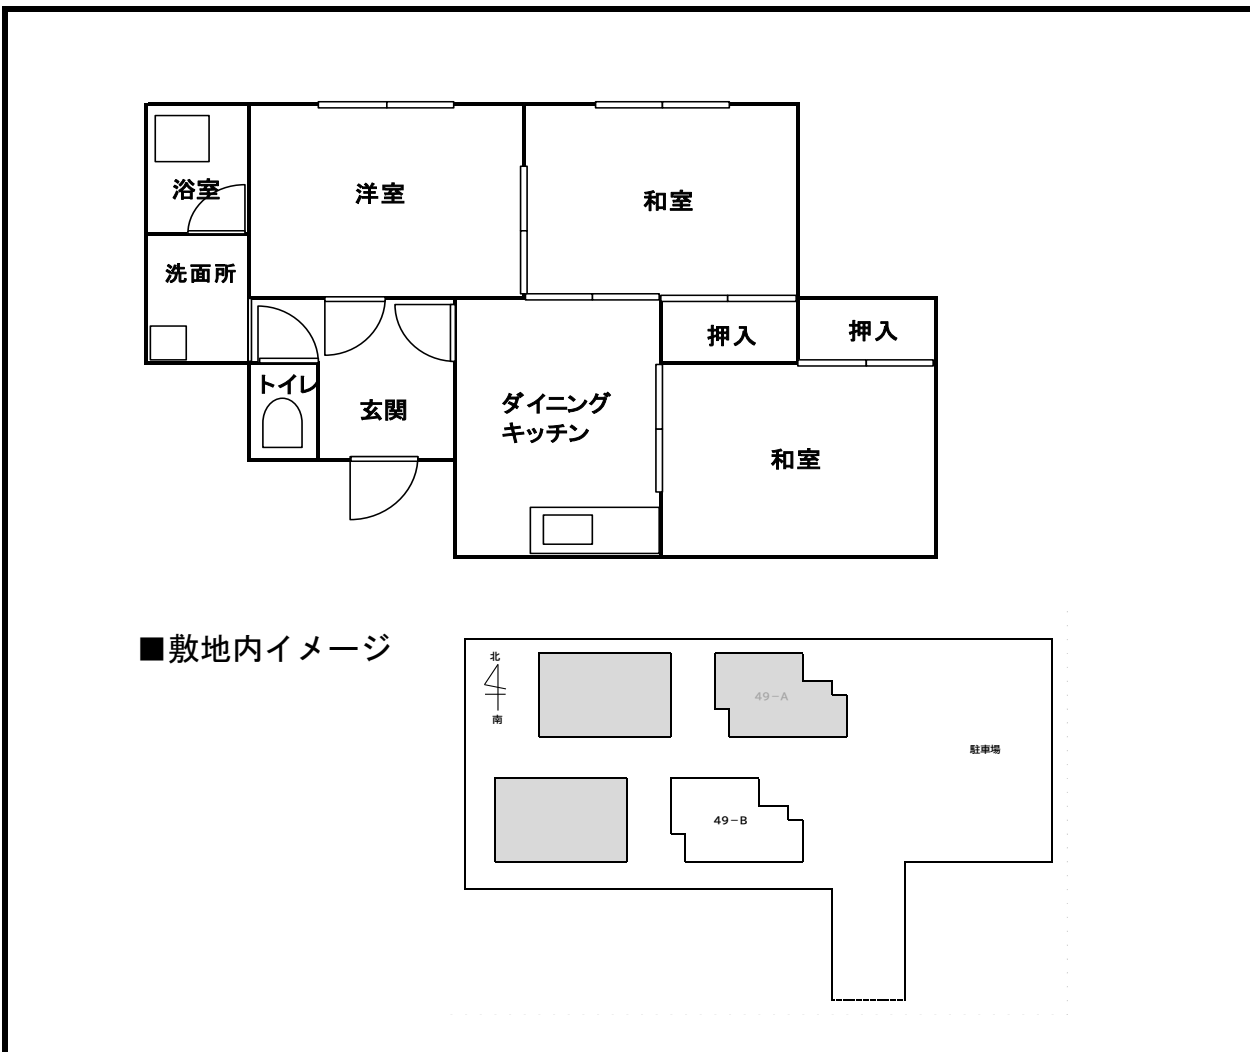 浴室
洋室
和室
洗面所
押入
押入
トイレ
玄関
ダイニング
キッチン
和室
■敷地内イメージ
北
南
49-A
駐車場
49-B